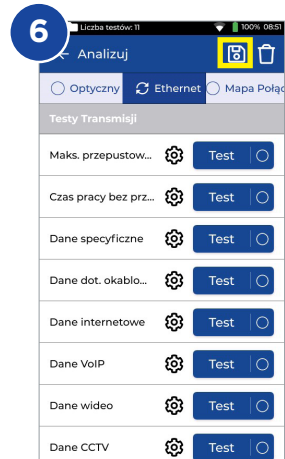 6
Liczba testów: 11
100% 08:51
Analizuj
Optyczny
Ethernet
Mapa Połąc
Testy Transmisji
Maks. przepustow... Test
Czas pracy bez prz... Test
Dane specyficzne Test
Dane dot. okablo... Test
Dane internetowe Test
Dane VoIP Test
Dane wideo Test
Dane CCTV Test